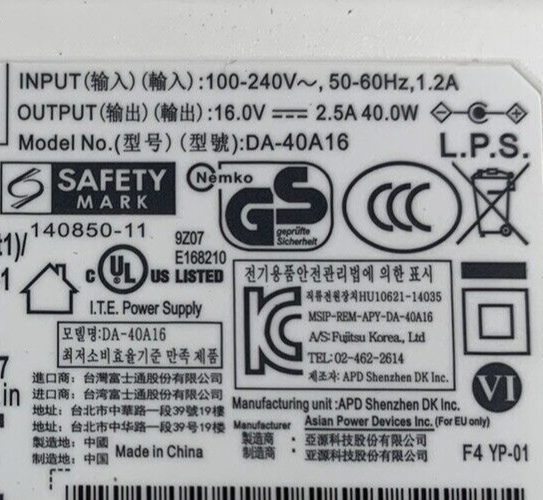 INPUT(输入)(輸入):100-240V~, 50-60Hz,1.2A
OUTPUT(输出)(輸出):16.0V 2.5A 40.0W
Model No.(型号)(型號):DA-40A16
L.P.S.
SAFETY
MARK
Nemko
GS
geprüfte
Sicherheit
CCC
140850-11
9Z07
E168210
t1)/
1
c UL US LISTED
I.T.E. Power Supply
전기용품안전관리법에 의한 표시
직류전원장치HU10621-14035
MSIP-REM-APY-DA-40A16
A/S: Fujitsu Korea., Ltd
TEL: 02-462-2614
제조자: APD Shenzhen DK Inc.
모델명:DA-40A16
최저소비효율기준 만족 제품
VI
7
in
進口商: 台灣富士通股份有限公司
进口商: 台湾富士通股份有限公司
地址: 台北市中華路一段39號19樓
地址: 台北市中华路一段39号19楼
製造地: 中國
制造地: 中国
Made in China
Manufacturing unit :APD Shenzhen DK Inc.
Manufacturer Asian Power Devices Inc. (For EU only)
製造商: 亞源科技股份有限公司
制造商: 亚源科技股份有限公司
F4 YP-01